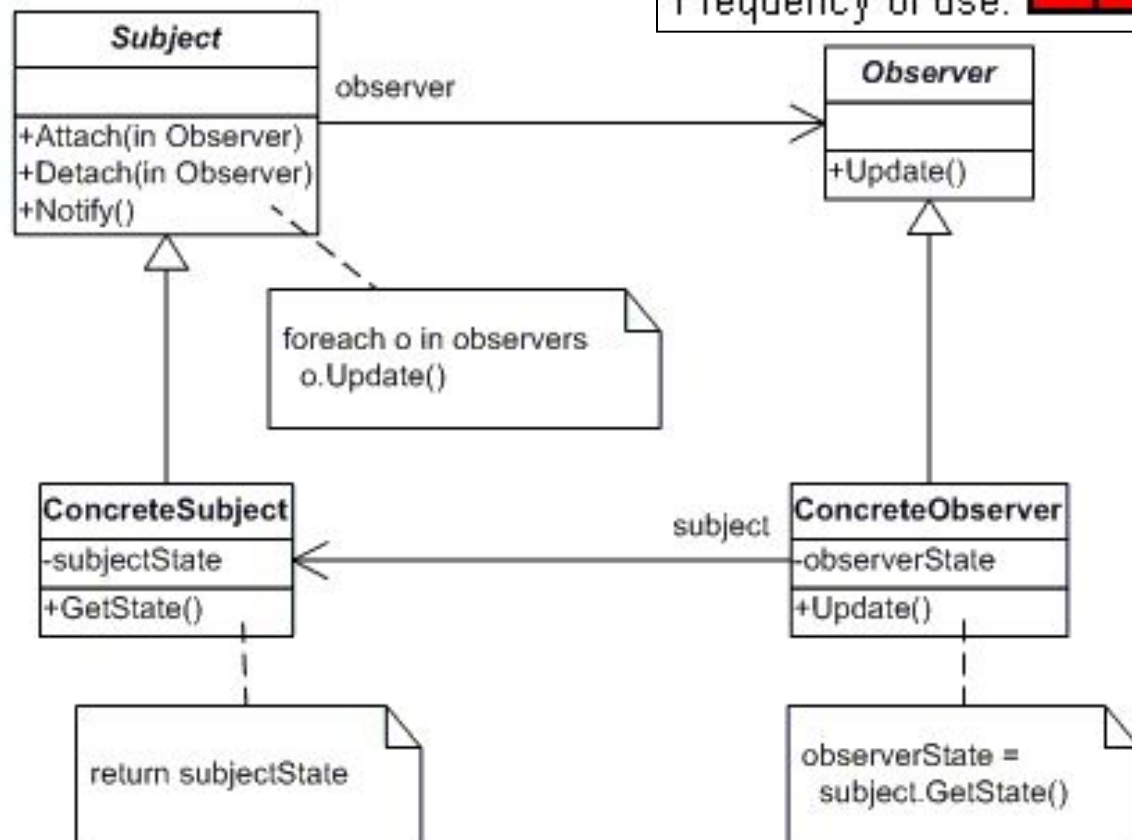 Frequency of use:
Subject
+Attach(in Observer)
+Detach(in Observer)
+Notify()
observer
Observer
+Update()
foreach o in observers
o.Update()
ConcreteSubject
-subjectState
+GetState()
subject
ConcreteObserver
-observerState
+Update()
return subjectState
observerState =
subject.GetState()